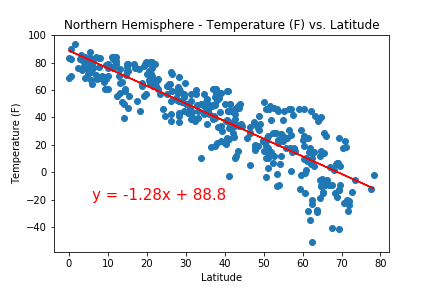 Northern Hemisphere - Temperature (F) vs. Latitude
100
80
60
40
20
0
−20
−40
Temperature (F)
y = -1.28x + 88.8
0 10 20 30 40 50 60 70 80
Latitude